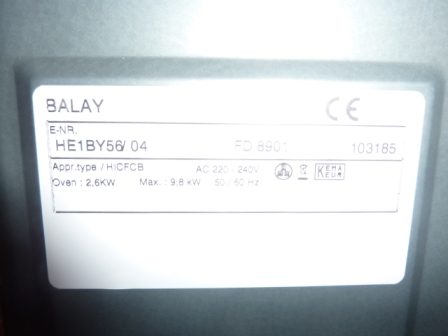 BALAY CE
E-NR.
HE1BY56/04 FD 8901 103185
Appr.type / HICFCB AC 220 - 240V KEMA
Oven : 2,6KW Max. : 9,8 kW 50 / 60 Hz KEUR